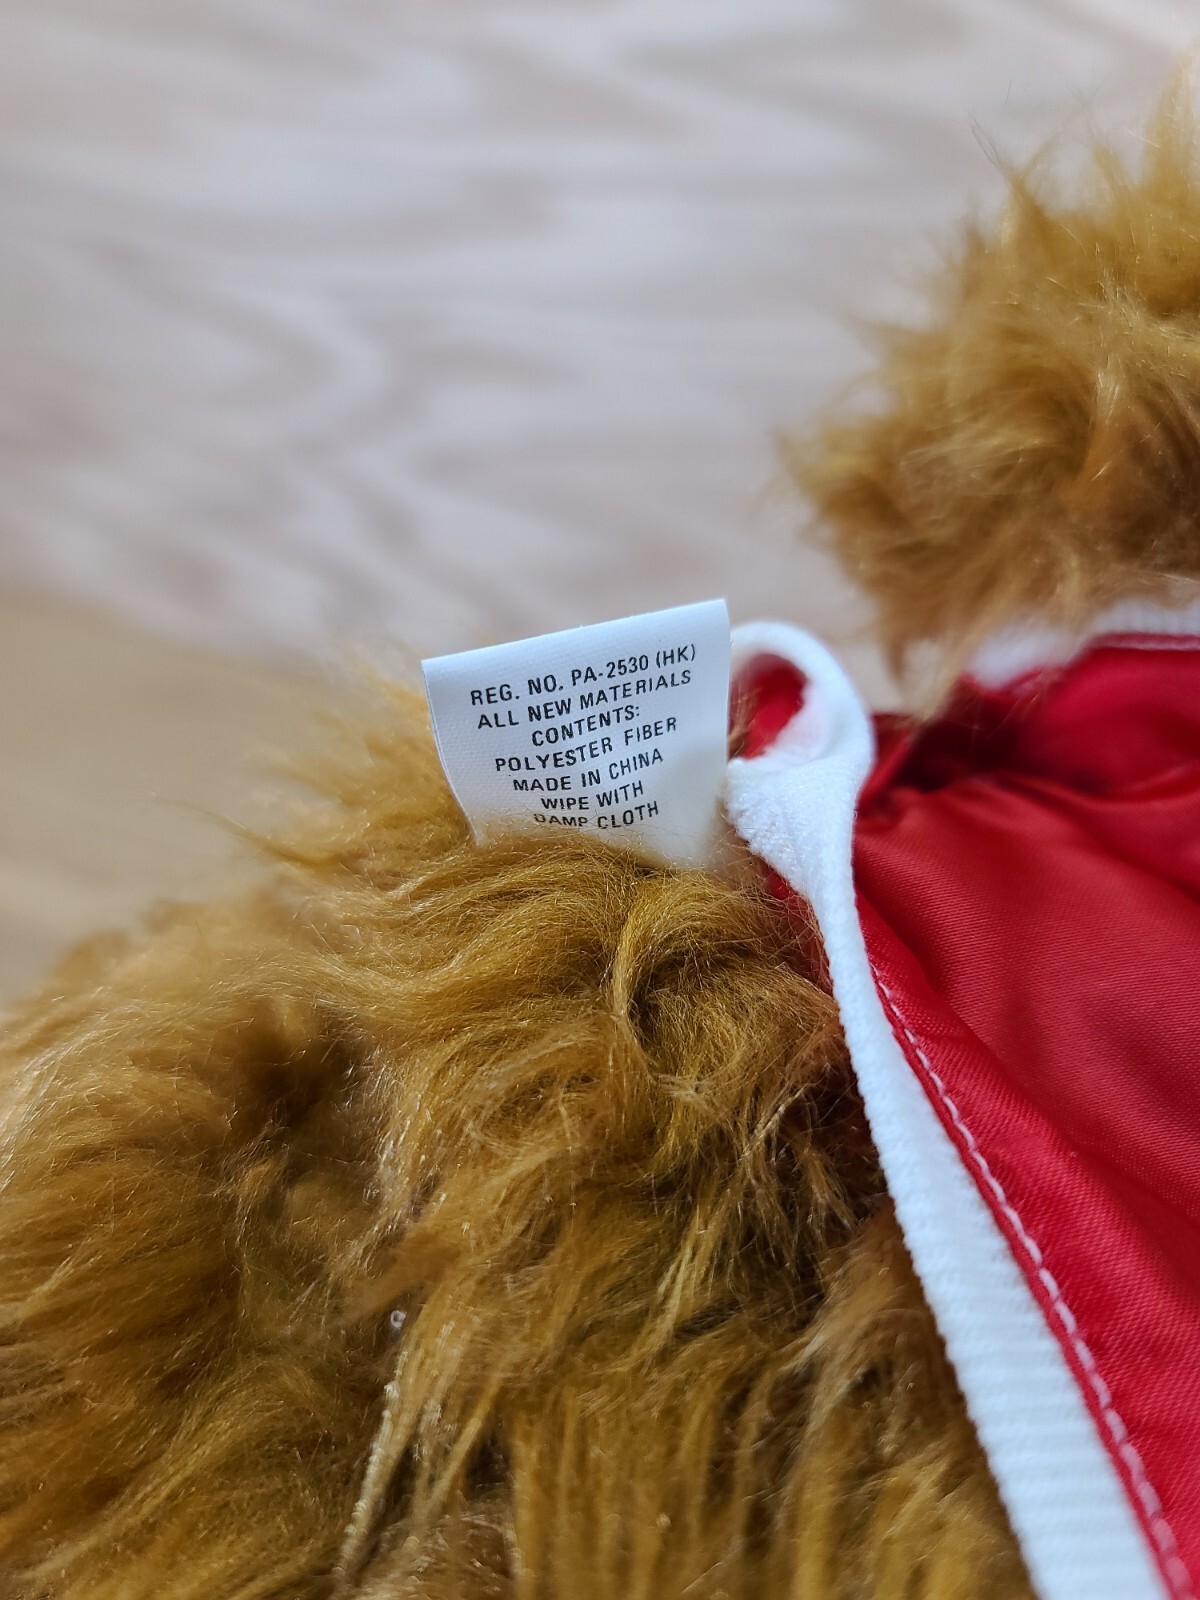 REG. NO. PA-2530 (HK)
ALL NEW MATERIALS
CONTENTS:
POLYESTER FIBER
MADE IN CHINA
WIPE WITH
DAMP CLOTH